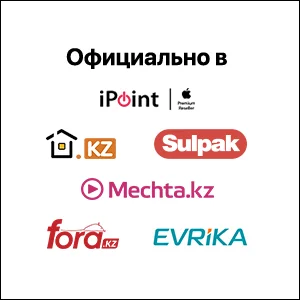 Официально в
iPoint
Premium
Reseller
.KZ
Sulpak
Mechta.kz
fora.kz
EVRiKA